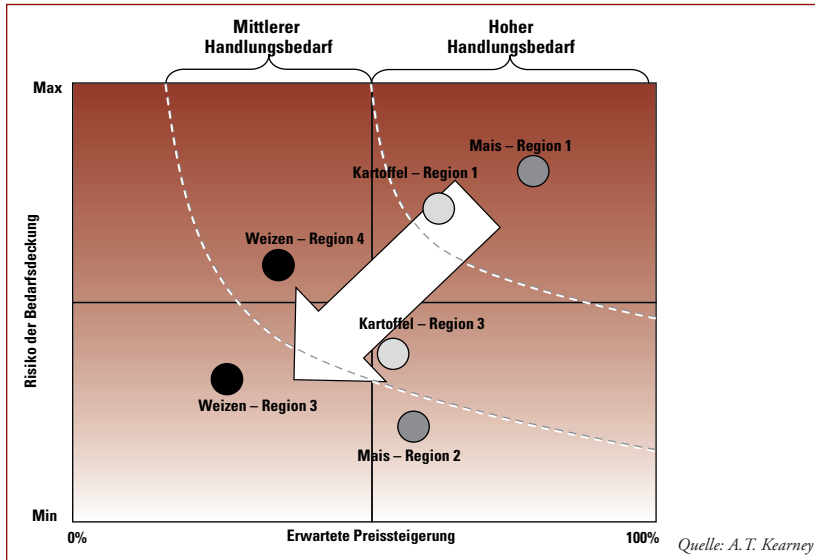 Mittlerer
Handlungsbedarf
Hoher
Handlungsbedarf
Max
Mais – Region 1
Kartoffel – Region 1
Weizen – Region 4
Risiko der Bedarfsdeckung
Kartoffel – Region 3
Weizen – Region 3
Mais – Region 2
Min
0%
Erwartete Preissteigerung
100%
Quelle: A.T. Kearney